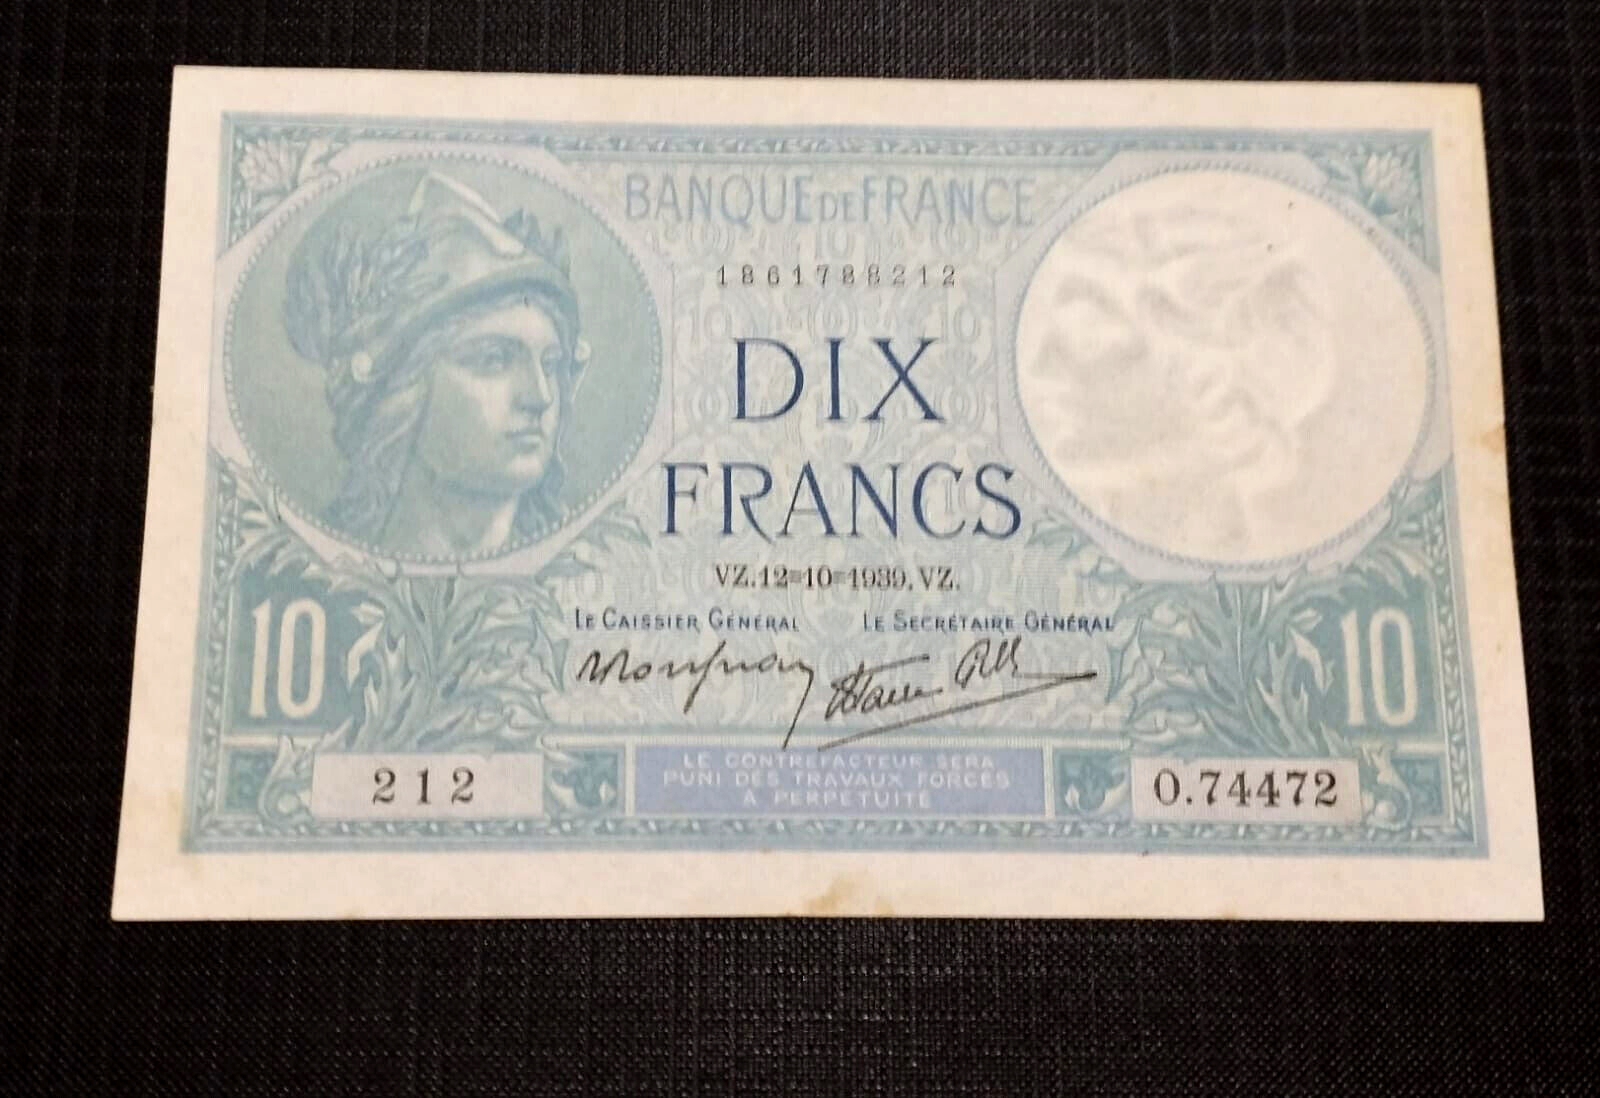 BANQUE DE FRANCE
1861788212
DIX
FRANCS
VZ.12=10=1939.VZ.
LE CAISSIER GÉNÉRAL LE SECRÉTAIRE GÉNÉRAL
10 10
212 LE CONTREFACTEUR SERA O.74472
PUNI DES TRAVAUX FORCÉS
À PERPÉTUITÉ